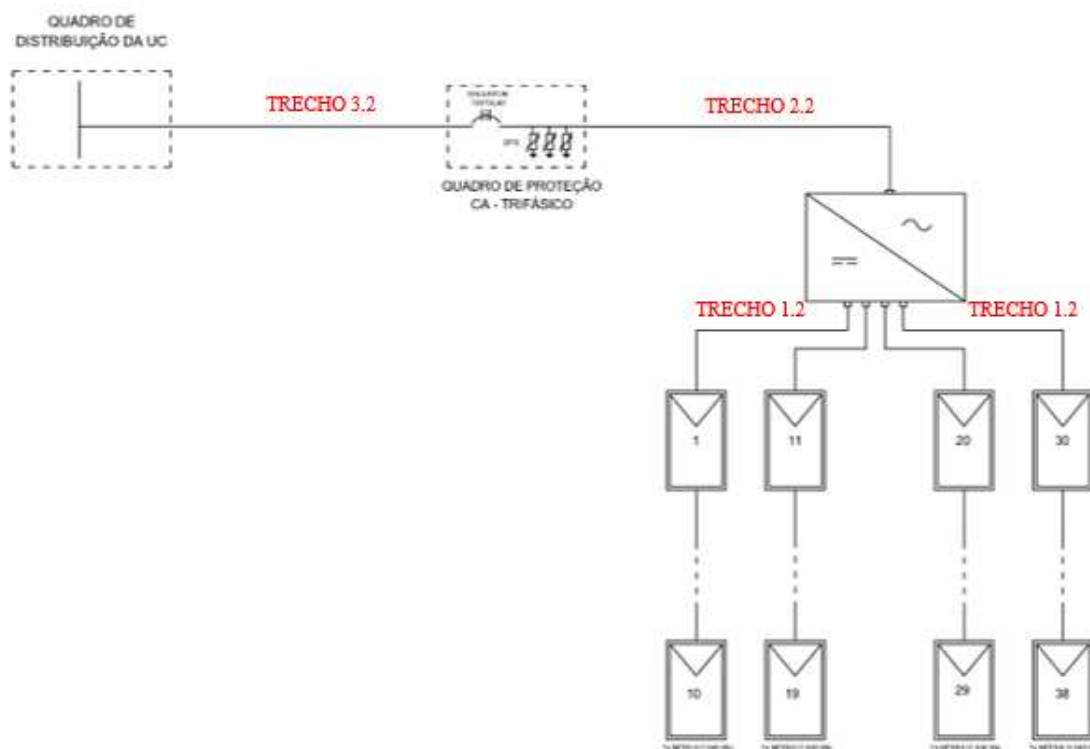 QUADRO DE
DISTRIBUIÇÃO DA UC
TRECHO 3.2
TRECHO 2.2
QUADRO DE PROTEÇÃO
CA - TRIFÁSICO
TRECHO 1.2
TRECHO 1.2
1
11
20
30
10
19
29
38